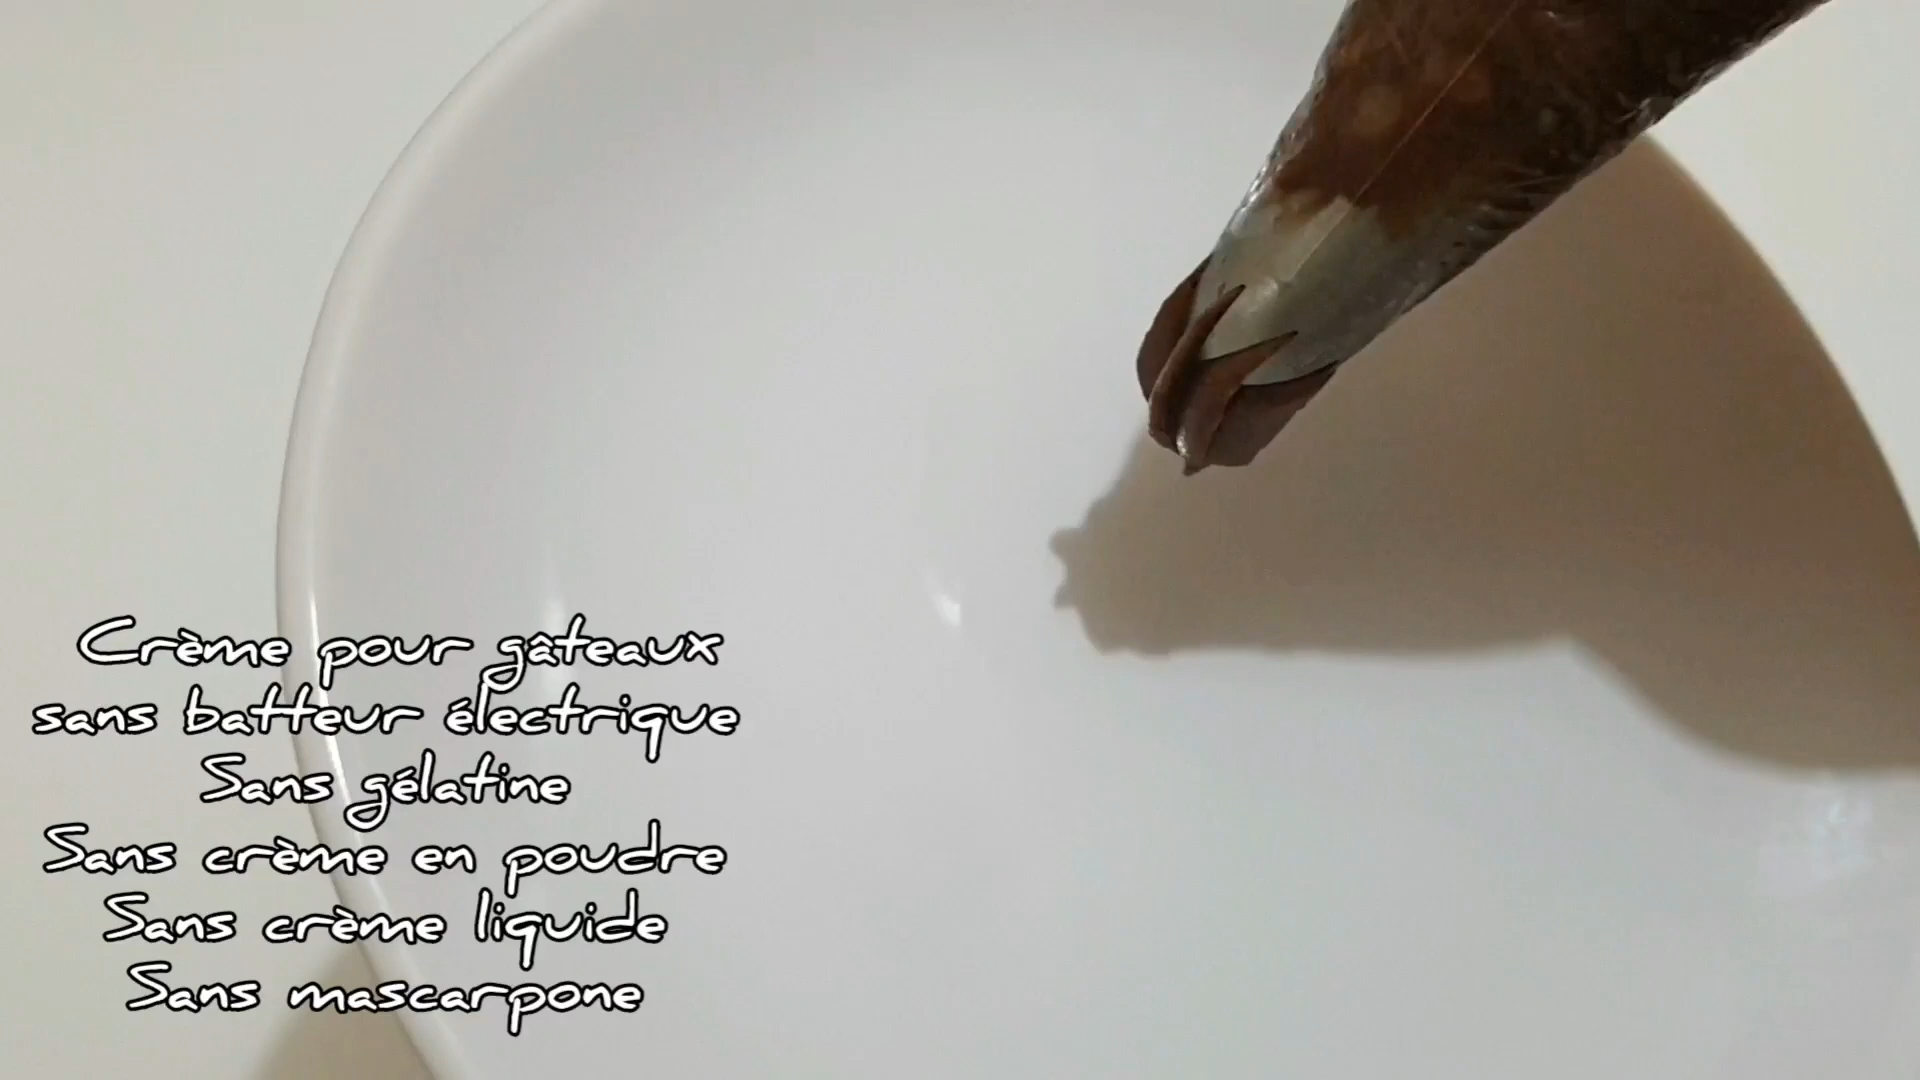 Crème pour gâteaux
sans batteur électrique
Sans gélatine
Sans crème en poudre
Sans crème liquide
Sans mascarpone